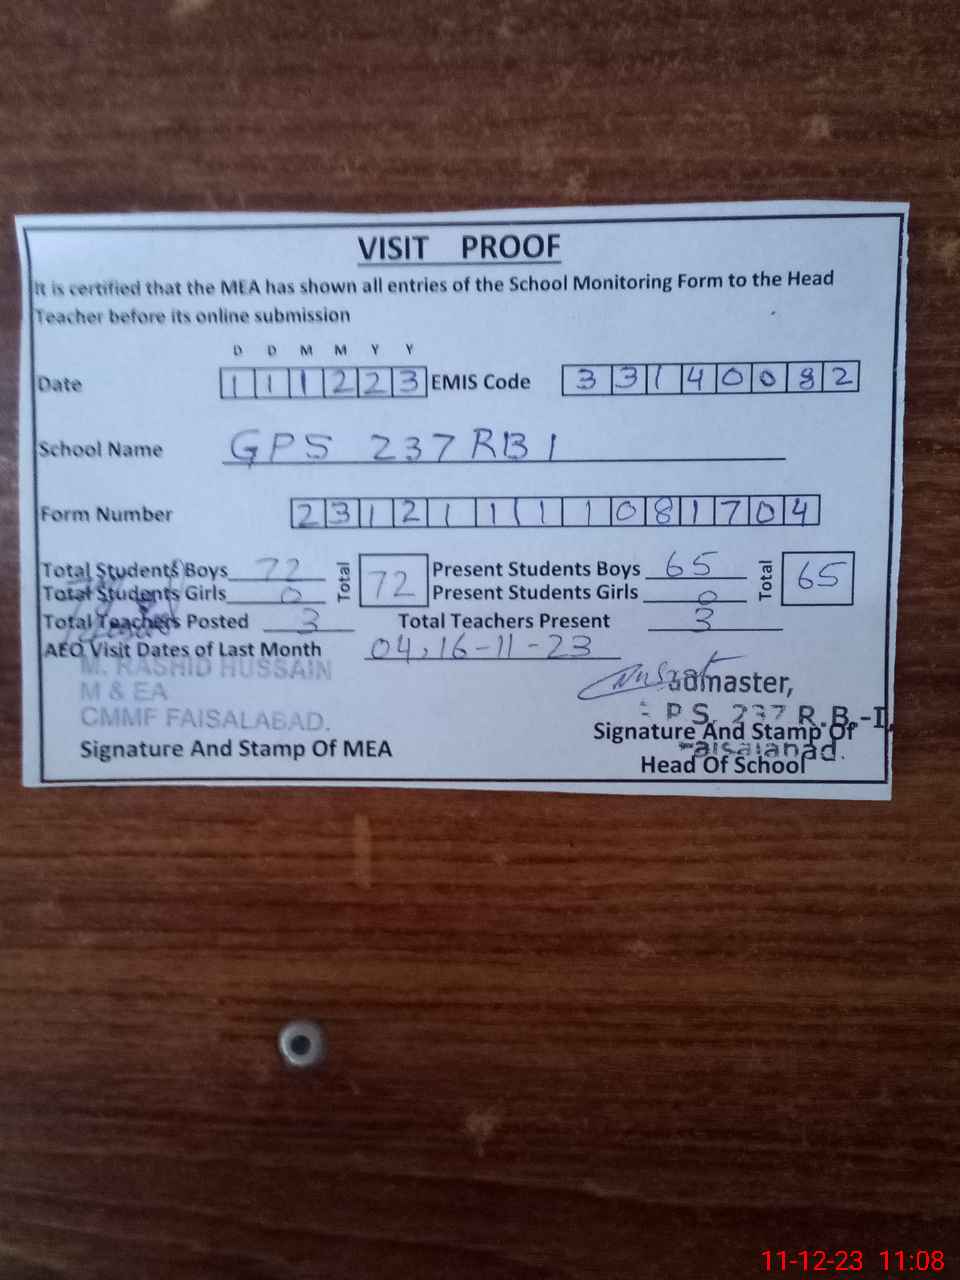 VISIT PROOF
It is certified that the MEA has shown all entries of the School Monitoring Form to the Head
Teacher before its online submission
D D M M Y Y
Date 1 1 1 2 2 3 EMIS Code 3 3 1 4 0 0 8 2
School Name GPS 237 RB 1
Form Number 2 3 1 2 1 1 1 1 0 8 1 7 0 4
Total Students Boys 72 Total 72 Present Students Boys 65 Total 65
Total Students Girls 0 Present Students Girls 0
Total Teachers Posted 3 Total Teachers Present 3
AEO Visit Dates of Last Month 04,16-11-23
M. RASHID HUSSAIN
M & EA
CMMF FAISALABAD.
Signature And Stamp Of MEA
admaster,
P S, 237 R.B.-I,
Signature And Stamp Of
Faisalabad.
Head Of School
11-12-23 11:08